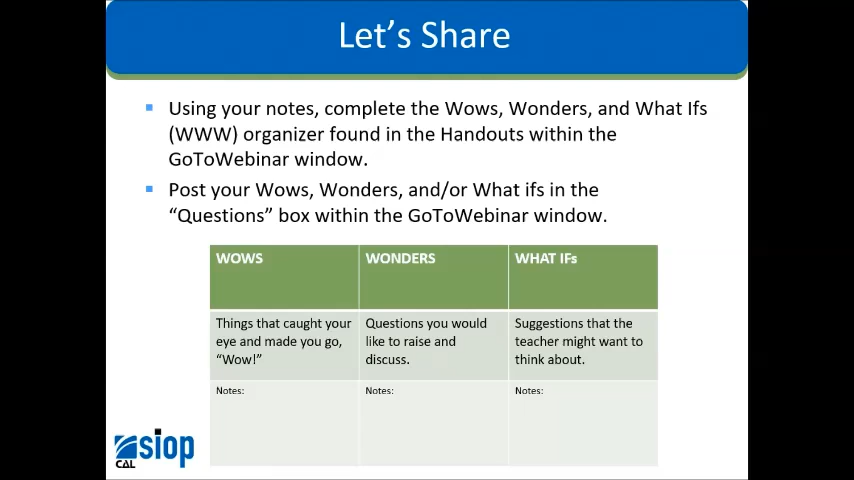 Let's Share
Using your notes, complete the Wows, Wonders, and What Ifs
(WWW) organizer found in the Handouts within the
GoToWebinar window.
Post your Wows, Wonders, and/or What ifs in the
“Questions” box within the GoToWebinar window.
WOWS
WONDERS
WHAT IFs
Things that caught your
eye and made you go,
“Wow!”
Questions you would
like to raise and
discuss.
Suggestions that the
teacher might want to
think about.
Notes:
Notes:
Notes:
siop
CAL